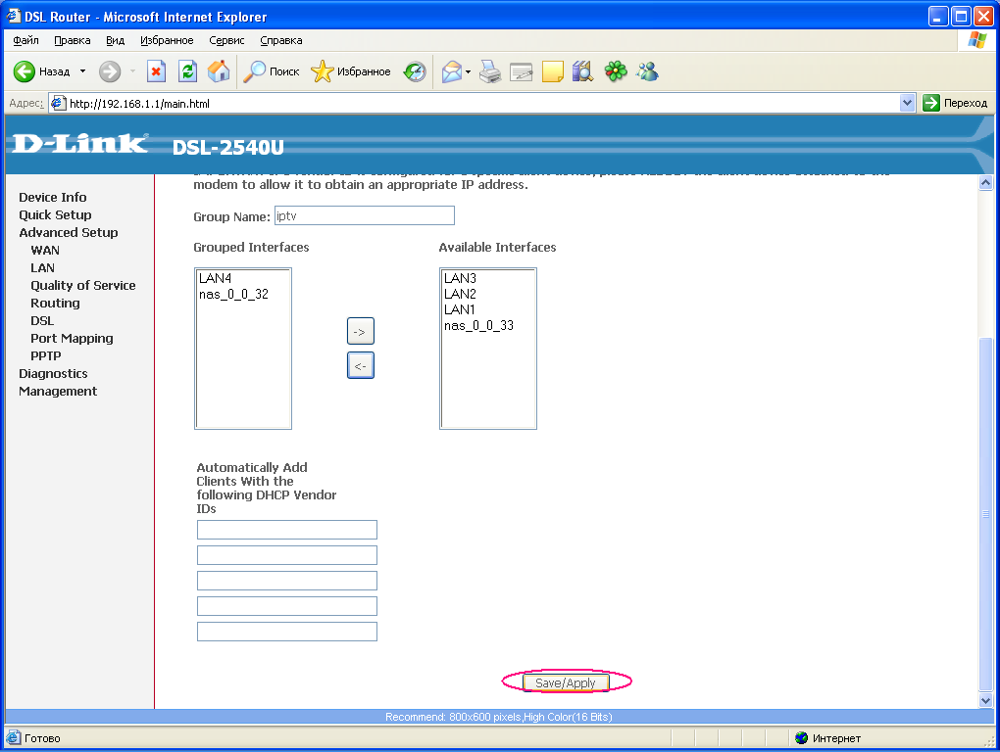 DSL Router - Microsoft Internet Explorer
Файл Правка Вид Избранное Сервис Справка
Назад Поиск Избранное
Адрес: http://192.168.1.1/main.html Переход
D-Link DSL-2540U
modem to allow it to obtain an appropriate IP address.
Device Info
Quick Setup
Advanced Setup
WAN
LAN
Quality of Service
Routing
DSL
Port Mapping
PPTP
Diagnostics
Management
Group Name: iptv
Grouped Interfaces
LAN4
nas_0_0_32
->
<-
Available Interfaces
LAN3
LAN2
LAN1
nas_0_0_33
Automatically Add
Clients With the
following DHCP Vendor
IDs
Save/Apply
Recommend: 800x600 pixels,High Color(16 Bits)
Готово Интернет